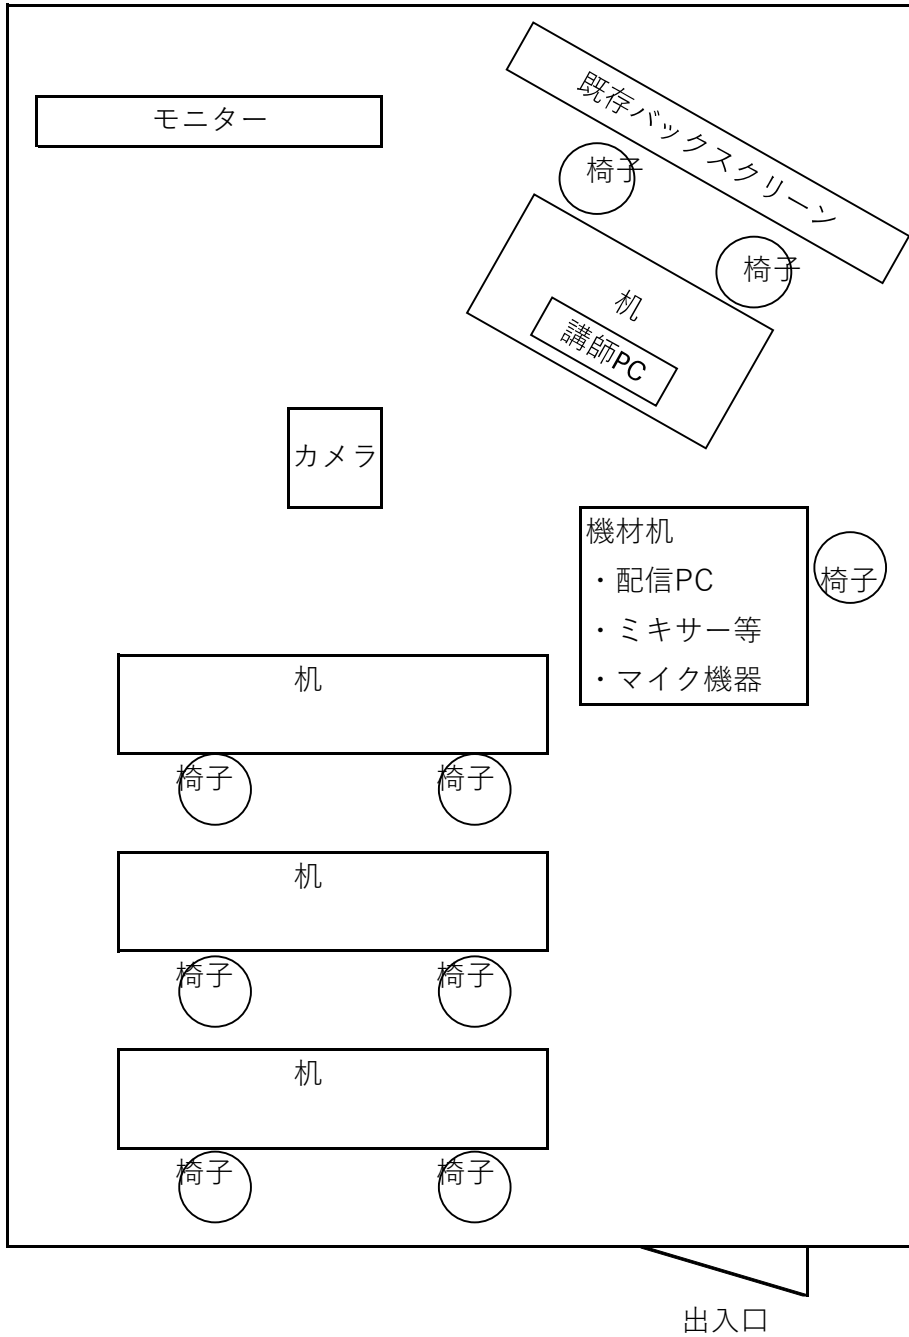 既存バックスクリーン
モニター
椅子
椅子
机
講師PC
カメラ
機材机
・配信PC
・ミキサー等
・マイク機器
椅子
机
椅子
椅子
机
椅子
椅子
机
椅子
椅子
出入口